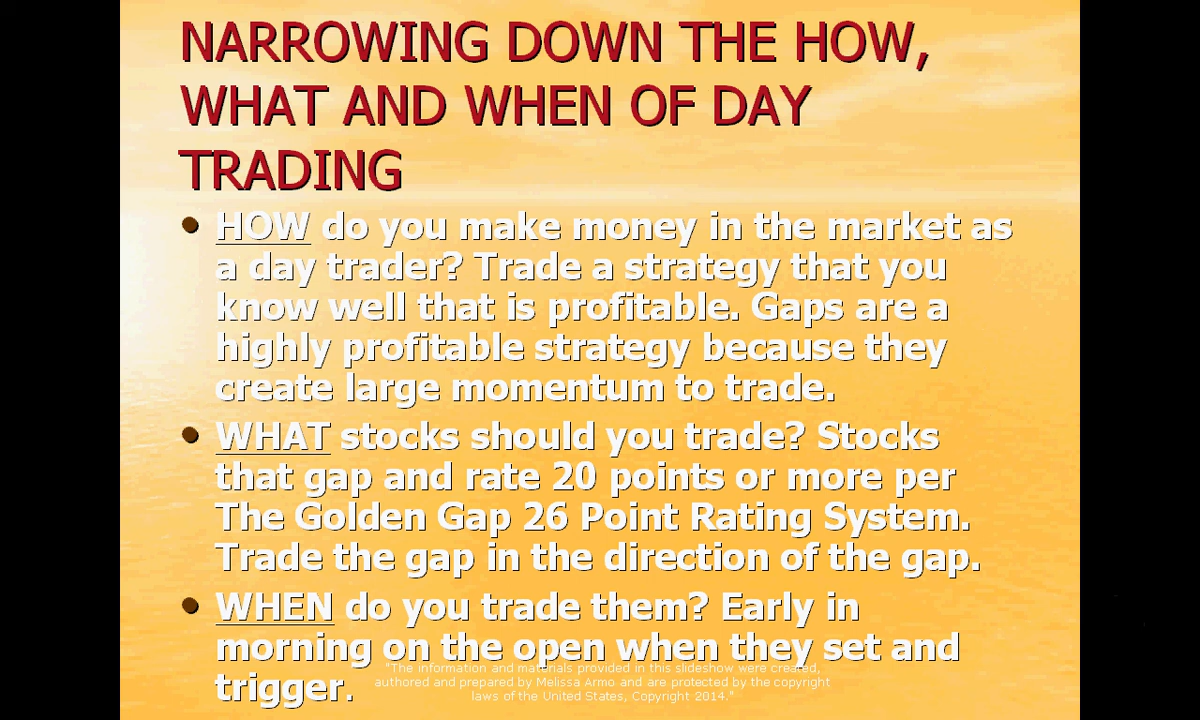 NARROWING DOWN THE HOW,
WHAT AND WHEN OF DAY
TRADING
• HOW do you make money in the market as
a day trader? Trade a strategy that you
know well that is profitable. Gaps are a
highly profitable strategy because they
create large momentum to trade.
• WHAT stocks should you trade? Stocks
that gap and rate 20 points or more per
The Golden Gap 26 Point Rating System.
Trade the gap in the direction of the gap.
• WHEN do you trade them? Early in
morning on the open when they set and
trigger.
"The information and materials provided in this slideshow were created,
authored and prepared by Melissa Armo and are protected by the copyright
laws of the United States, Copyright 2014."